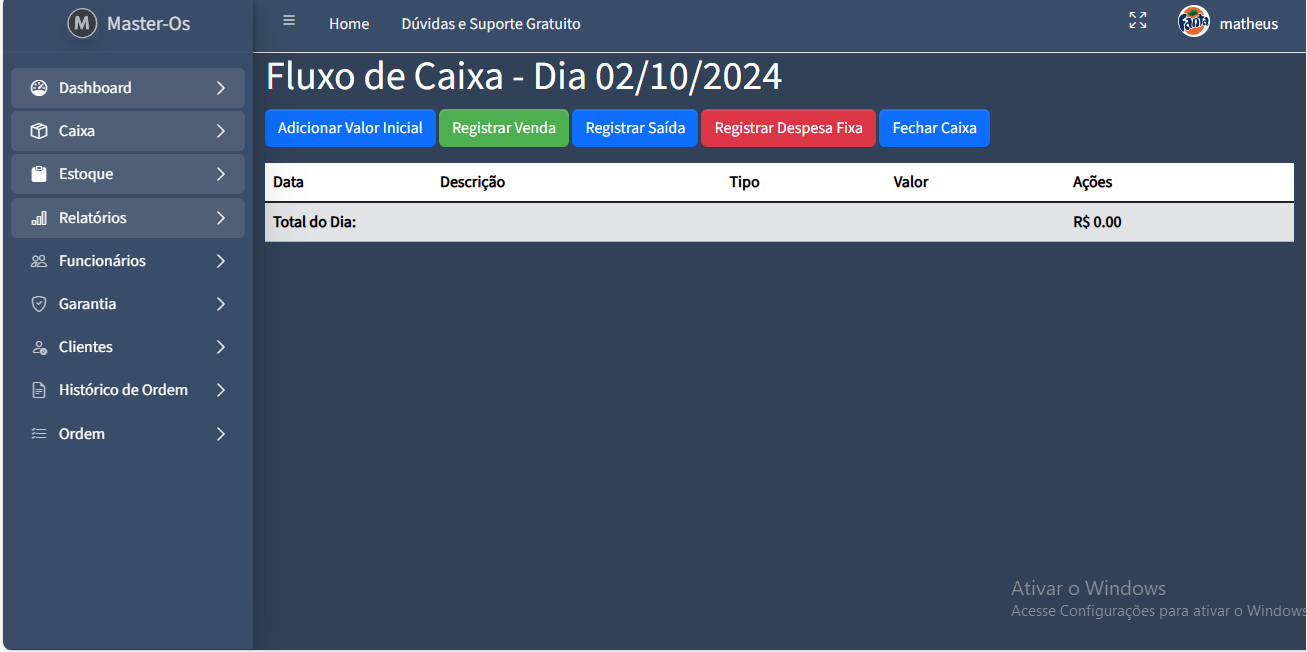 M Master-Os
Home Dúvidas e Suporte Gratuito
matheus
Dashboard
Caixa
Estoque
Relatórios
Funcionários
Garantia
Clientes
Histórico de Ordem
Ordem
Fluxo de Caixa - Dia 02/10/2024
Adicionar Valor Inicial Registrar Venda Registrar Saída Registrar Despesa Fixa Fechar Caixa
Data Descrição Tipo Valor Ações
Total do Dia: R$ 0.00
Ativar o Windows
Acesse Configurações para ativar o Windows